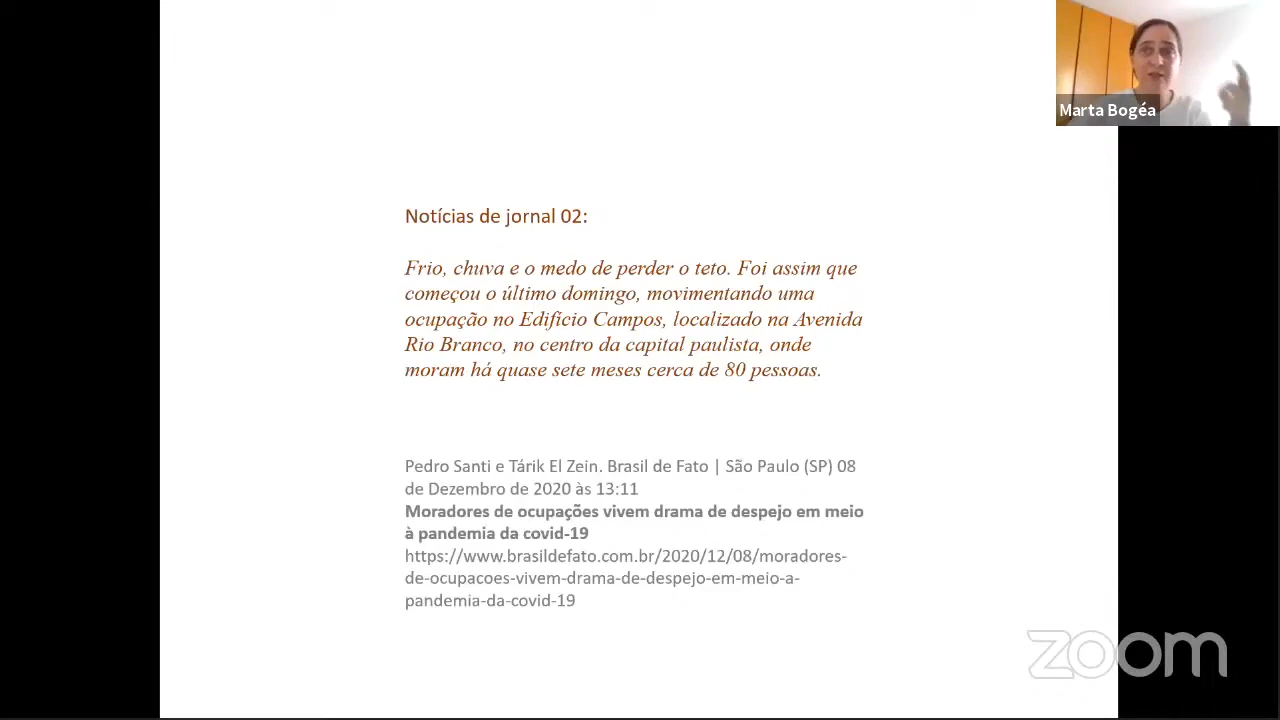 Marta Bogéa
Notícias de jornal 02:
Frio, chuva e o medo de perder o teto. Foi assim que
começou o último domingo, movimentando uma
ocupação no Edifício Campos, localizado na Avenida
Rio Branco, no centro da capital paulista, onde
moram há quase sete meses cerca de 80 pessoas.
Pedro Santi e Tárik El Zein. Brasil de Fato | São Paulo (SP) 08
de Dezembro de 2020 às 13:11
Moradores de ocupações vivem drama de despejo em meio
à pandemia da covid-19
https://www.brasildefato.com.br/2020/12/08/moradores-
de-ocupacoes-vivem-drama-de-despejo-em-meio-a-
pandemia-da-covid-19
zoom